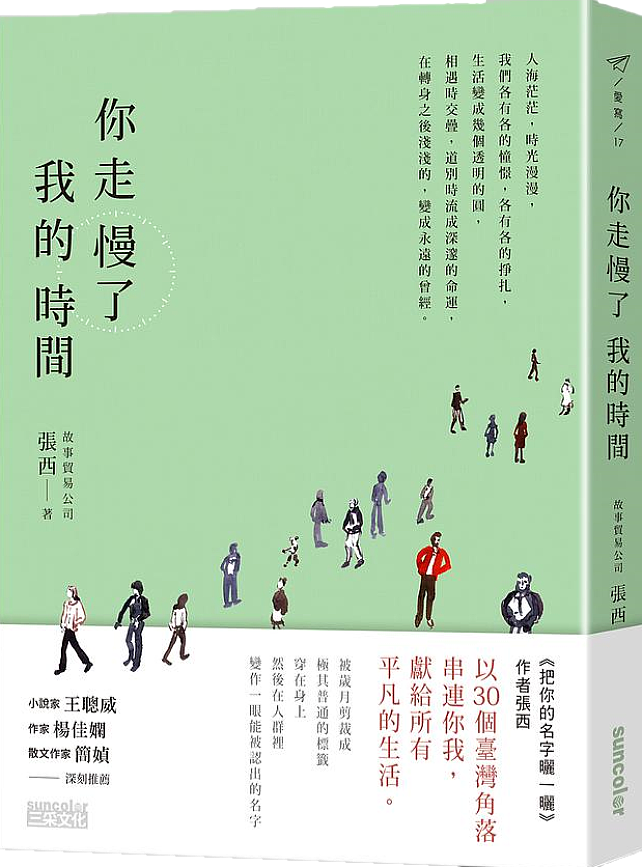 人海茫茫，時光漫漫，
我們各有各的憧憬，各有各的掙扎，
生活變成幾個透明的圓，
相遇時交疊，道別時流成深邃的命運，
在轉身之後淺淺的，變成永遠的曾經。
你走慢了
我的時間
故事貿易公司
張西——著
《把你的名字曬一曬》
作者張西
以30個臺灣角落
串連你我，
獻給所有
平凡的生活。
被歲月剪裁成
極其普通的標籤
穿在身上
然後在人群裡
變作一眼能被認出的名字
小說家 王聰威
作家 楊佳嫻
散文作家 簡媜
——深刻推薦
suncolor
三采文化
／愛寫／17
你走慢了 我的時間
故事貿易公司 張西
suncolor